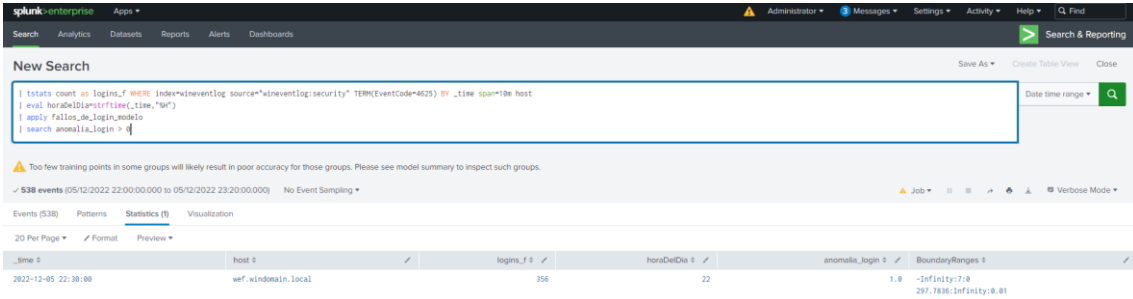 splunk>enterprise Apps ▾ Administrator ▾ 3 Messages ▾ Settings ▾ Activity ▾ Help ▾ Find
Search Analytics Datasets Reports Alerts Dashboards Search & Reporting
New Search Save As ▾ Create Table View Close
| tstats count as logins_f WHERE index=wineventlog source="wineventlog:security" TERM(EventCode=4625) BY _time span=10m host
| eval horaDelDia=strftime(_time,"%H")
| apply fallos_de_login_modelo
| search anomalia_login > 0
Date time range ▾
Too few training points in some groups will likely result in poor accuracy for those groups. Please see model summary to inspect such groups.
✓ 538 events (05/12/2022 22:00:00.000 to 05/12/2022 23:20:00.000) No Event Sampling ▾ Job ▾ Verbose Mode ▾
Events (538) Patterns Statistics (1) Visualization
20 Per Page ▾ Format Preview ▾
_time host logins_f horaDelDia anomalia_login BoundaryRanges
2022-12-05 22:30:00 wef.windomain.local 356 22 1.0 -Infinity:7:0
297.7836:Infinity:0.01